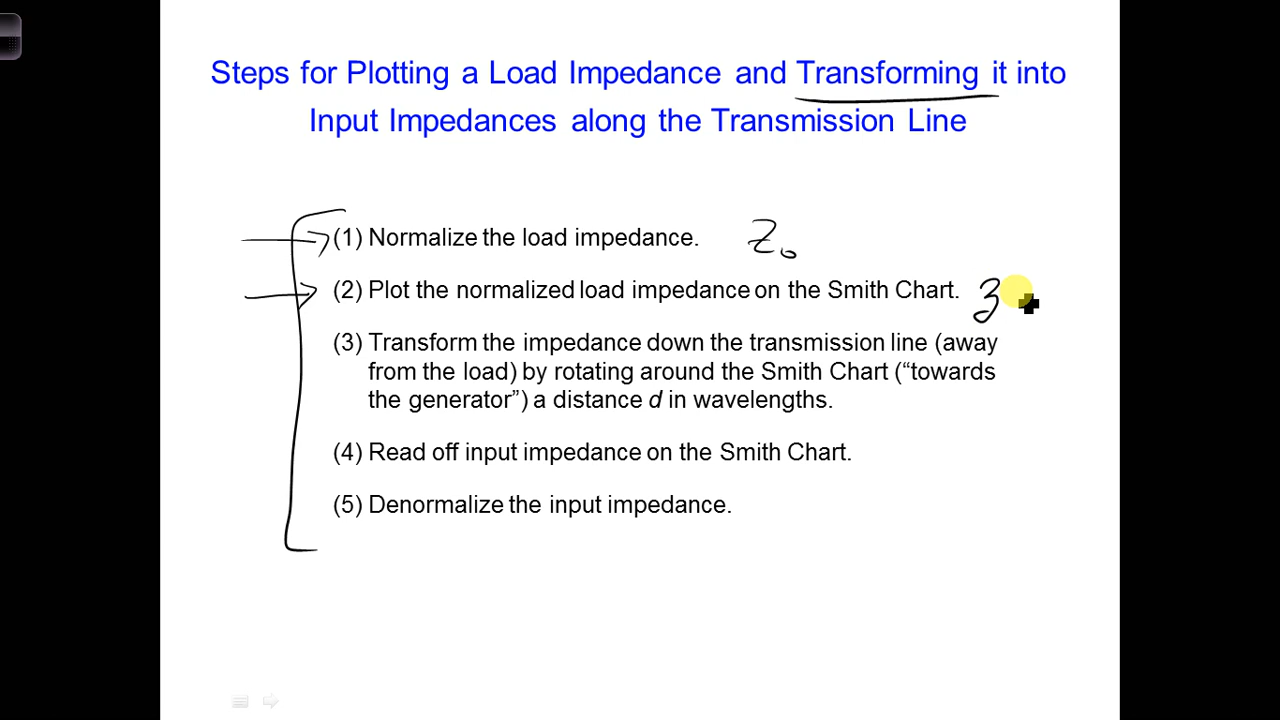 Steps for Plotting a Load Impedance and Transforming it into
Input Impedances along the Transmission Line
(1) Normalize the load impedance. Z₀
(2) Plot the normalized load impedance on the Smith Chart. z
(3) Transform the impedance down the transmission line (away
from the load) by rotating around the Smith Chart (“towards
the generator”) a distance d in wavelengths.
(4) Read off input impedance on the Smith Chart.
(5) Denormalize the input impedance.